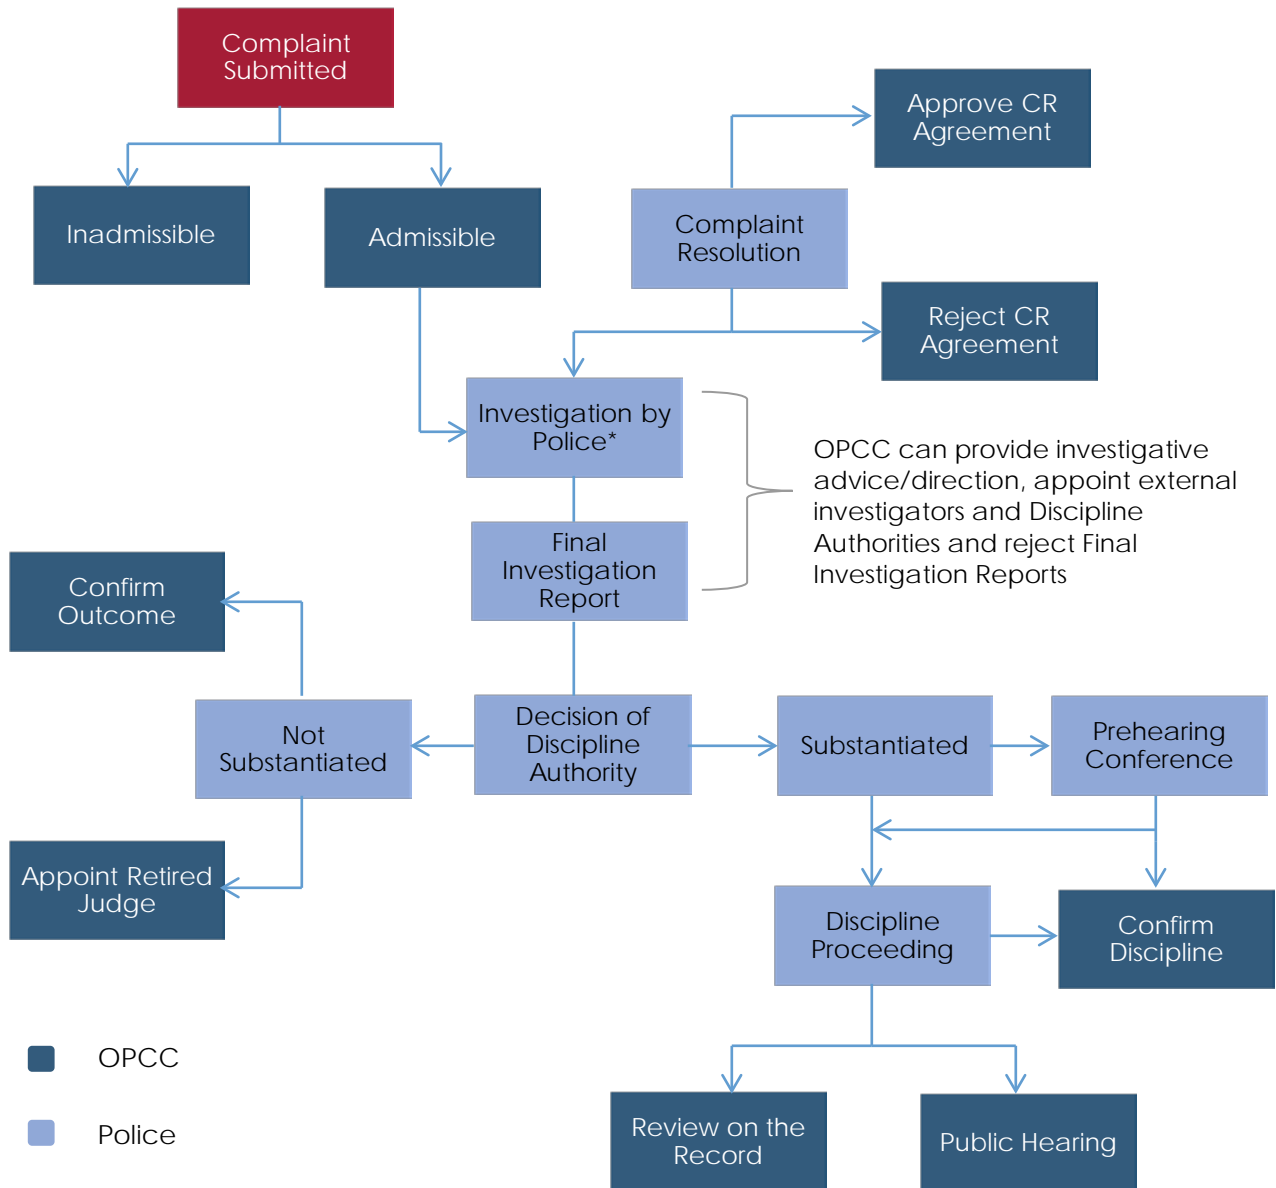 Complaint
Submitted
Approve CR
Agreement
Inadmissible
Admissible
Complaint
Resolution
Reject CR
Agreement
Investigation by
Police*
OPCC can provide investigative
advice/direction, appoint external
investigators and Discipline
Authorities and reject Final
Investigation Reports
Final
Investigation
Report
Confirm
Outcome
Not
Substantiated
Decision of
Discipline
Authority
Substantiated
Prehearing
Conference
Appoint Retired
Judge
Discipline
Proceeding
Confirm
Discipline
OPCC
Police
Review on the
Record
Public Hearing